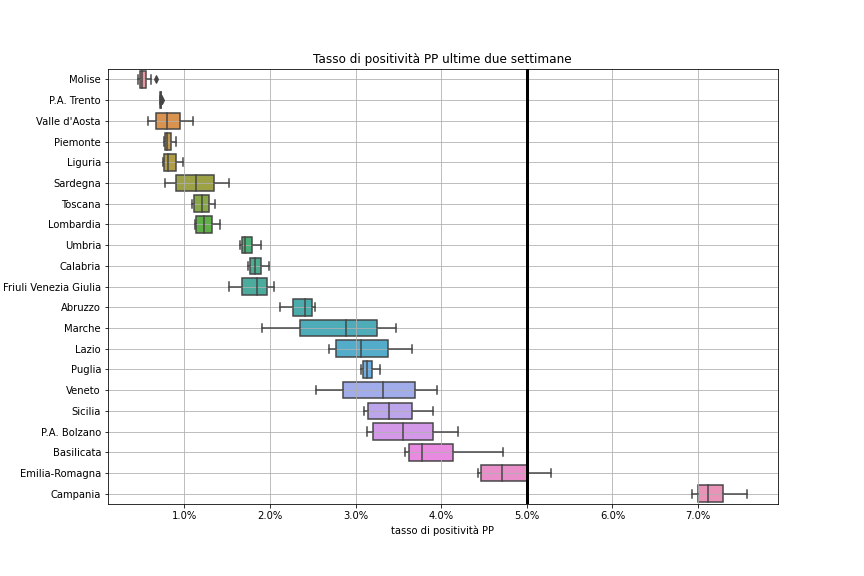 Tasso di positività PP ultime due settimane
Molise
P.A. Trento
Valle d'Aosta
Piemonte
Liguria
Sardegna
Toscana
Lombardia
Umbria
Calabria
Friuli Venezia Giulia
Abruzzo
Marche
Lazio
Puglia
Veneto
Sicilia
P.A. Bolzano
Basilicata
Emilia-Romagna
Campania
1.0% 2.0% 3.0% 4.0% 5.0% 6.0% 7.0%
tasso di positività PP